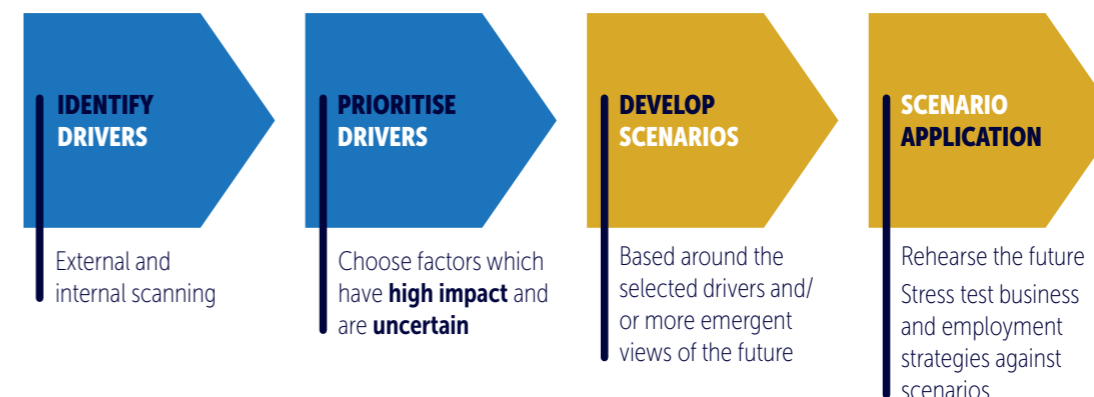 IDENTIFY
DRIVERS
External and
internal scanning
PRIORITISE
DRIVERS
Choose factors which
have high impact and
are uncertain
DEVELOP
SCENARIOS
Based around the
selected drivers and/
or more emergent
views of the future
SCENARIO
APPLICATION
Rehearse the future
Stress test business
and employment
strategies against
scenarios